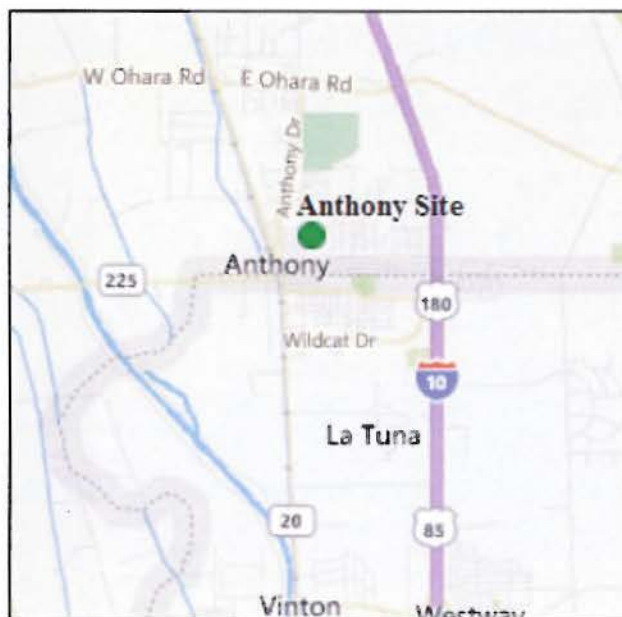 W Ohara Rd
E Ohara Rd
Anthony Dr
Anthony Site
Anthony
225
180
Wildcat Dr
10
La Tuna
20
85
Vinton
Westway